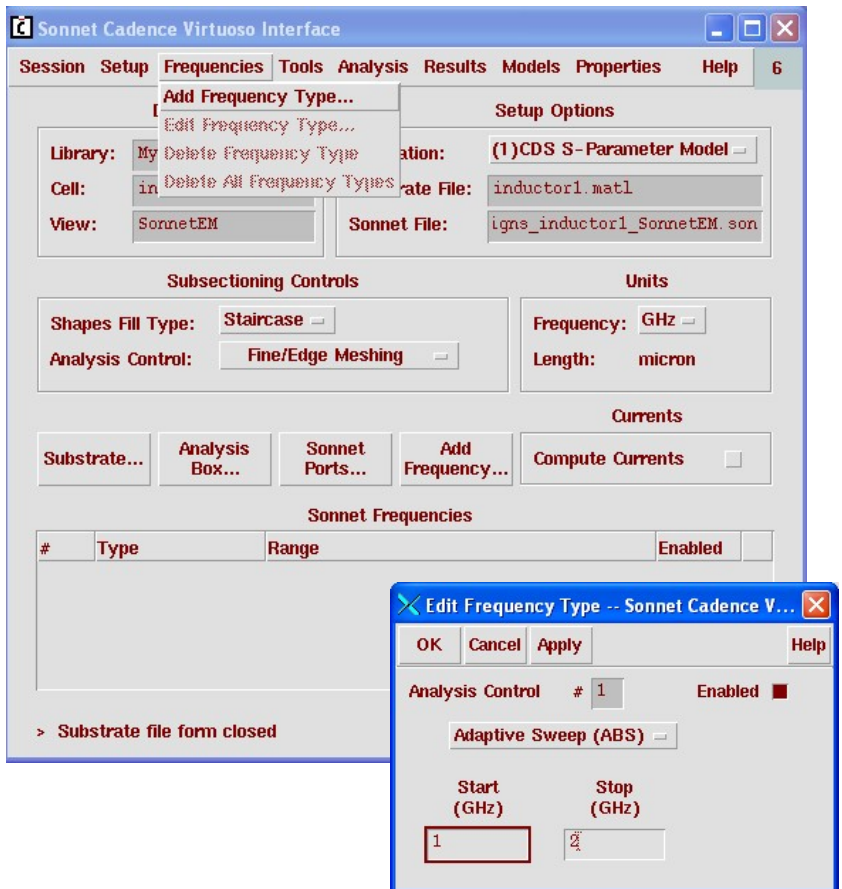 Sonnet Cadence Virtuoso Interface
Session Setup Frequencies Tools Analysis Results Models Properties Help 6
Add Frequency Type...
Edit Frequency Type...
Delete Frequency Type
Delete All Frequency Types
Setup Options
Library: My
ation: (1)CDS S-Parameter Model
Cell: in
rate File: inductor1.matl
View: SonnetEM
Sonnet File: igns_inductor1_SonnetEM.son
Subsectioning Controls
Units
Shapes Fill Type: Staircase
Frequency: GHz
Analysis Control: Fine/Edge Meshing
Length: micron
Currents
Substrate...
Analysis Box...
Sonnet Ports...
Add Frequency...
Compute Currents
Sonnet Frequencies
# Type Range Enabled
> Substrate file form closed
Edit Frequency Type -- Sonnet Cadence V...
OK Cancel Apply Help
Analysis Control # 1 Enabled
Adaptive Sweep (ABS)
Start (GHz)
Stop (GHz)
1
2